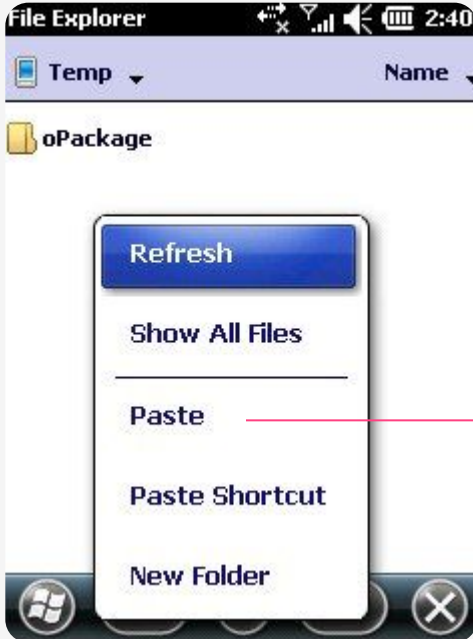 File Explorer 2:40
Temp Name
oPackage
Refresh
Show All Files
Paste
Paste Shortcut
New Folder